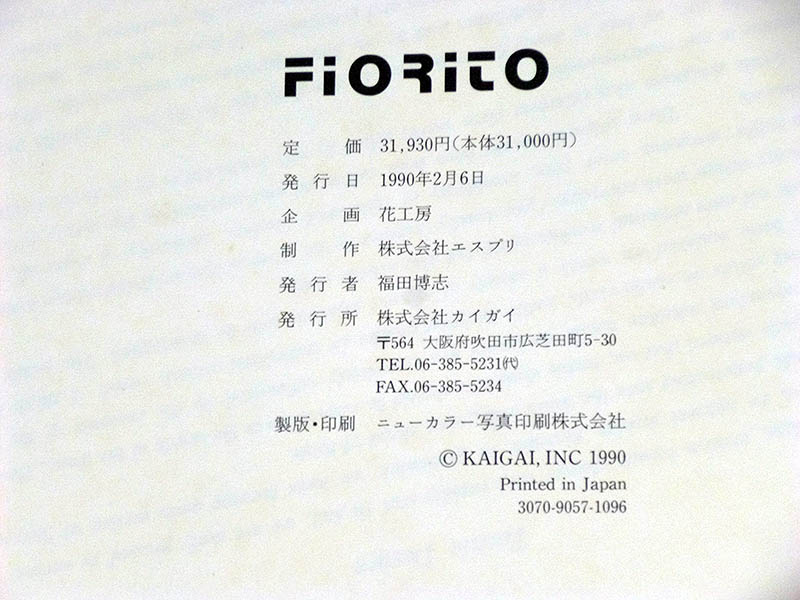 FiORiTO
定価 31,930円(本体31,000円)
発行日 1990年2月6日
企画 花工房
制作 株式会社エスプリ
発行者 福田博志
発行所 株式会社カイガイ
〒564 大阪府吹田市広芝田町5-30
TEL.06-385-5231㈹
FAX.06-385-5234
製版・印刷 ニューカラー写真印刷株式会社
© KAIGAI, INC 1990
Printed in Japan
3070-9057-1096